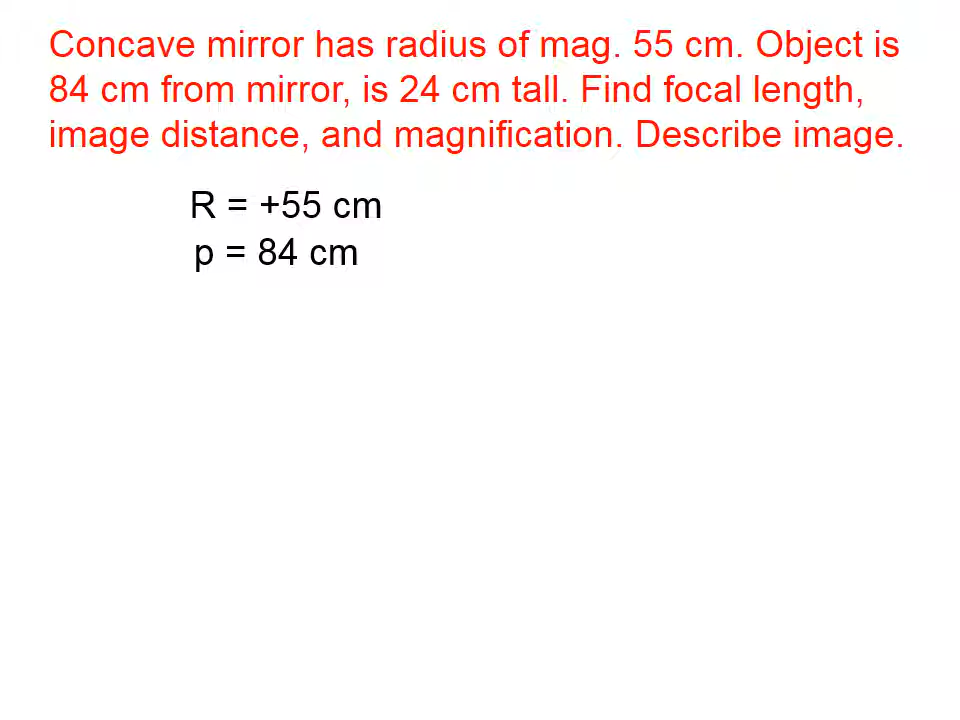 Concave mirror has radius of mag. 55 cm. Object is
84 cm from mirror, is 24 cm tall. Find focal length,
image distance, and magnification. Describe image.
R = +55 cm
p = 84 cm